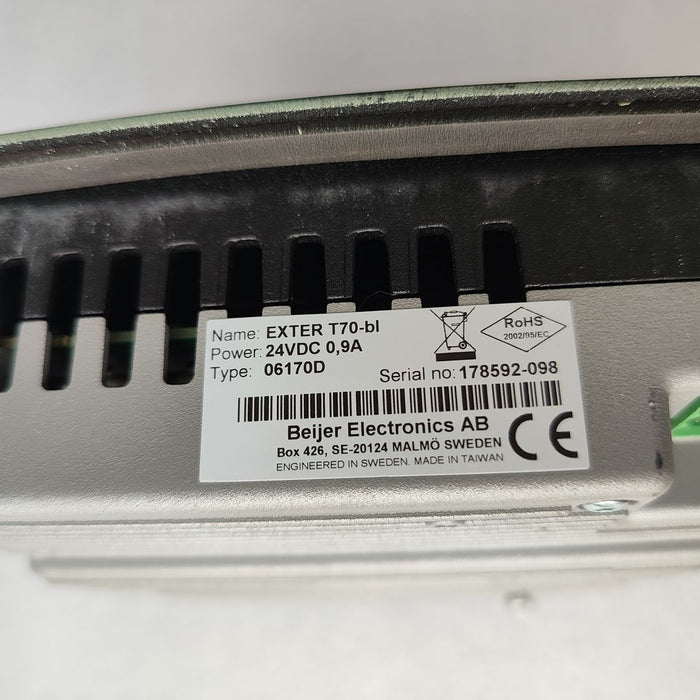 Name: EXTER T70-bl
Power: 24VDC 0,9A
Type: 06170D
RoHS
2002/95/EC
Serial no: 178592-098
Beijer Electronics AB
Box 426, SE-20124 MALMÖ SWEDEN
ENGINEERED IN SWEDEN. MADE IN TAIWAN
CE